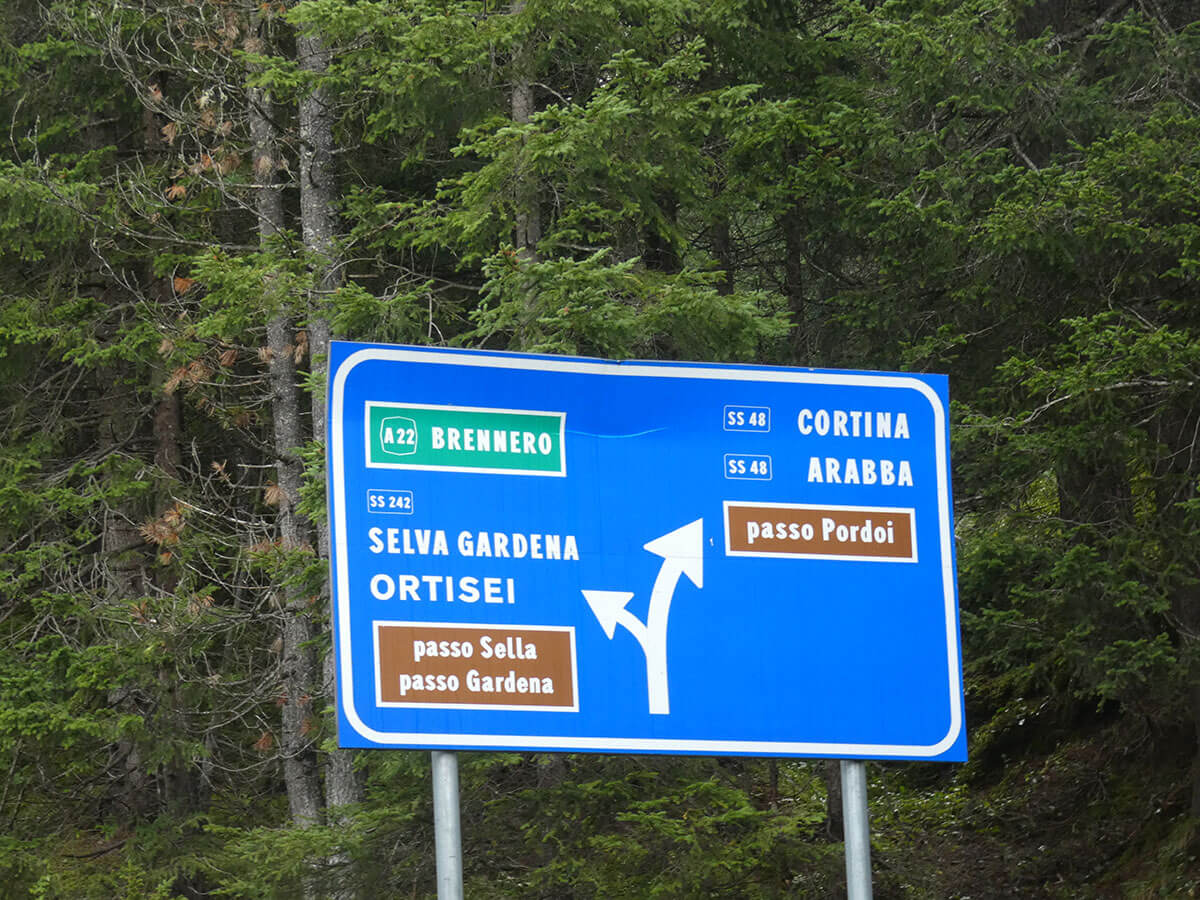 A22 BRENNERO
SS 242
SELVA GARDENA
ORTISEI
passo Sella
passo Gardena
SS 48 CORTINA
SS 48 ARABBA
passo Pordoi